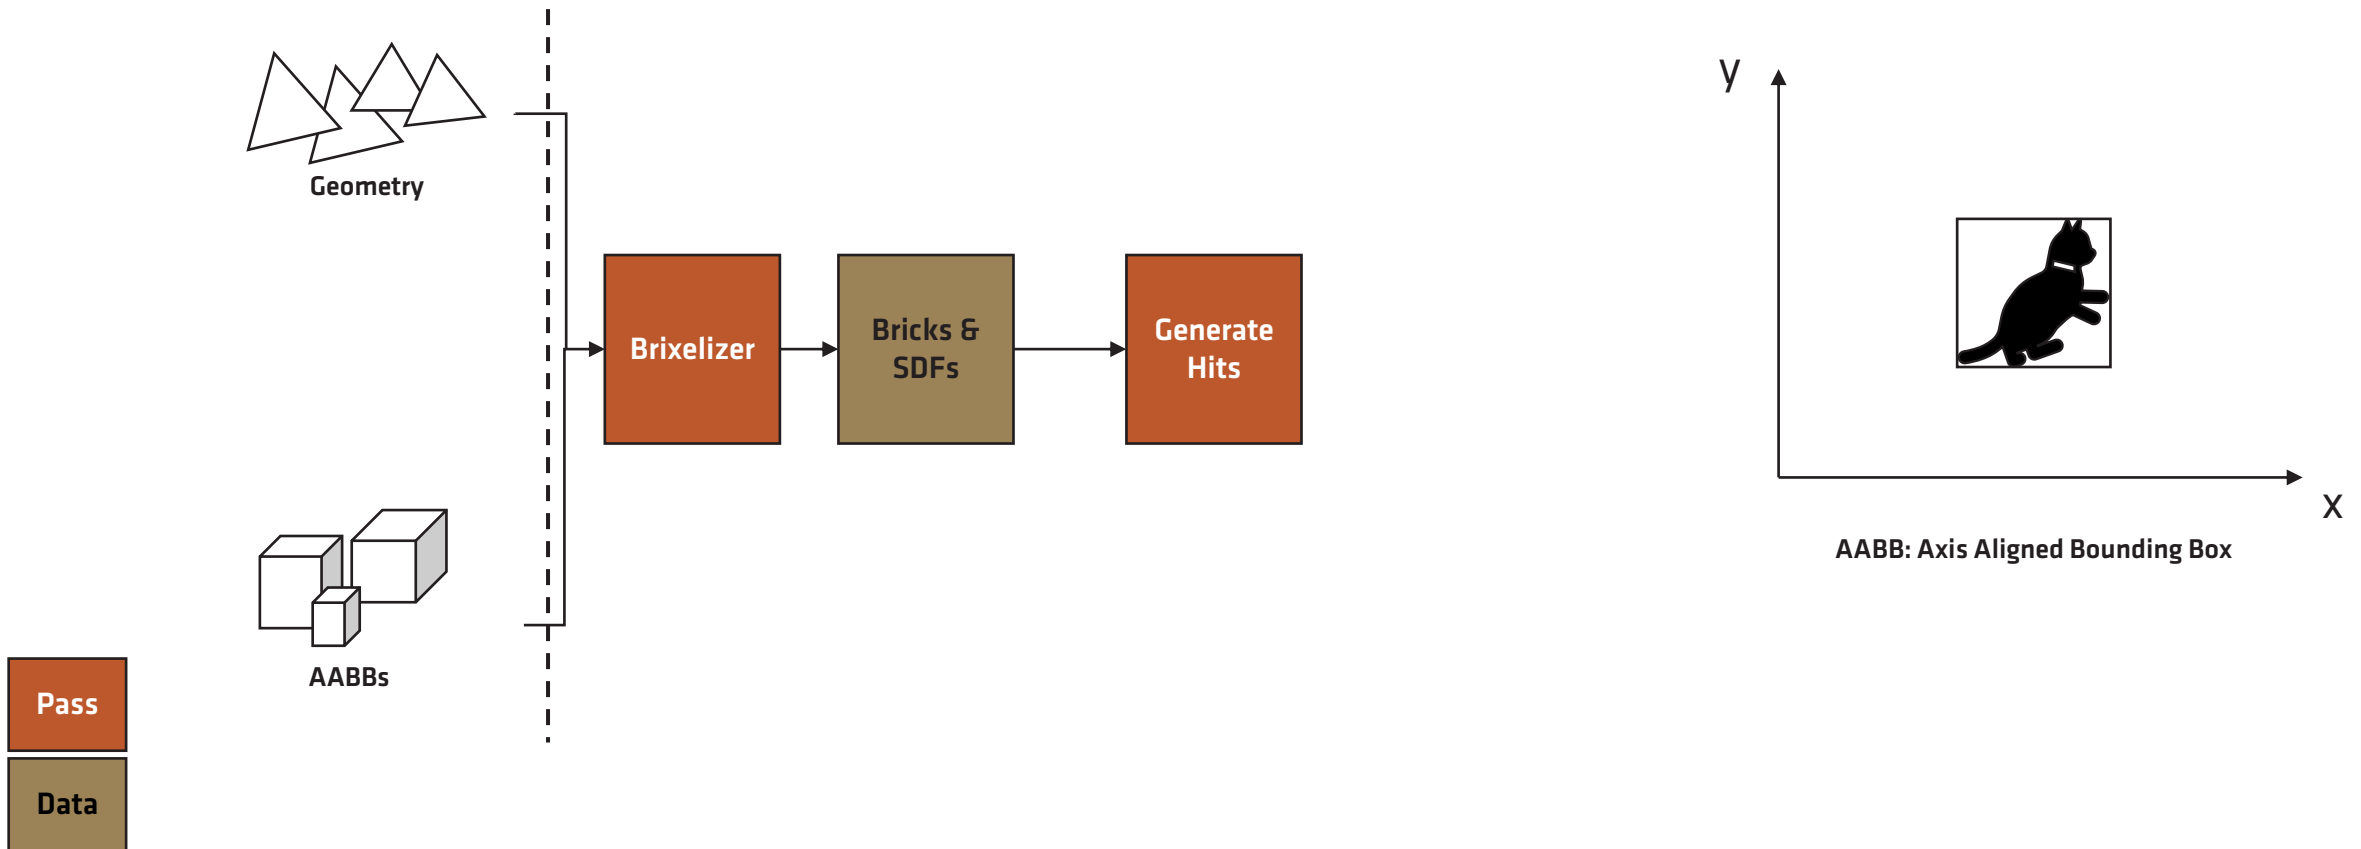 Geometry
Brixelizer
Bricks &
SDFs
Generate
Hits
AABBs
Pass
Data
y
x
AABB: Axis Aligned Bounding Box